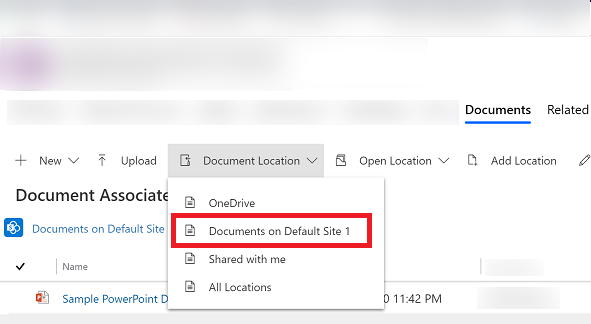 Documents Related
New Upload Document Location Open Location Add Location
Document Associate
OneDrive
Documents on Default Site
Documents on Default Site 1
Shared with me
Name
All Locations
Sample PowerPoint D 0 11:42 PM